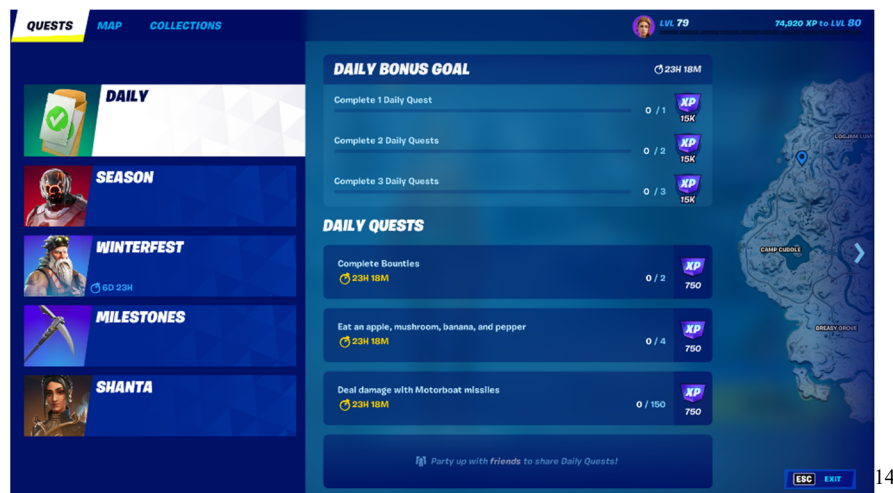 QUESTS MAP COLLECTIONS
LVL 79
74,920 XP to LVL 80
DAILY
SEASON
WINTERFEST
6D 23H
MILESTONES
SHANTA
DAILY BONUS GOAL
23H 18M
Complete 1 Daily Quest
0 / 1
XP
15K
Complete 2 Daily Quests
0 / 2
XP
15K
Complete 3 Daily Quests
0 / 3
XP
15K
DAILY QUESTS
Complete Bounties
23H 18M
0 / 2
XP
750
Eat an apple, mushroom, banana, and pepper
23H 18M
0 / 4
XP
750
Deal damage with Motorboat missiles
23H 18M
0 / 150
XP
750
Party up with friends to share Daily Quests!
CAMP CUDDLE
GREASY GROVE
ESC EXIT
14